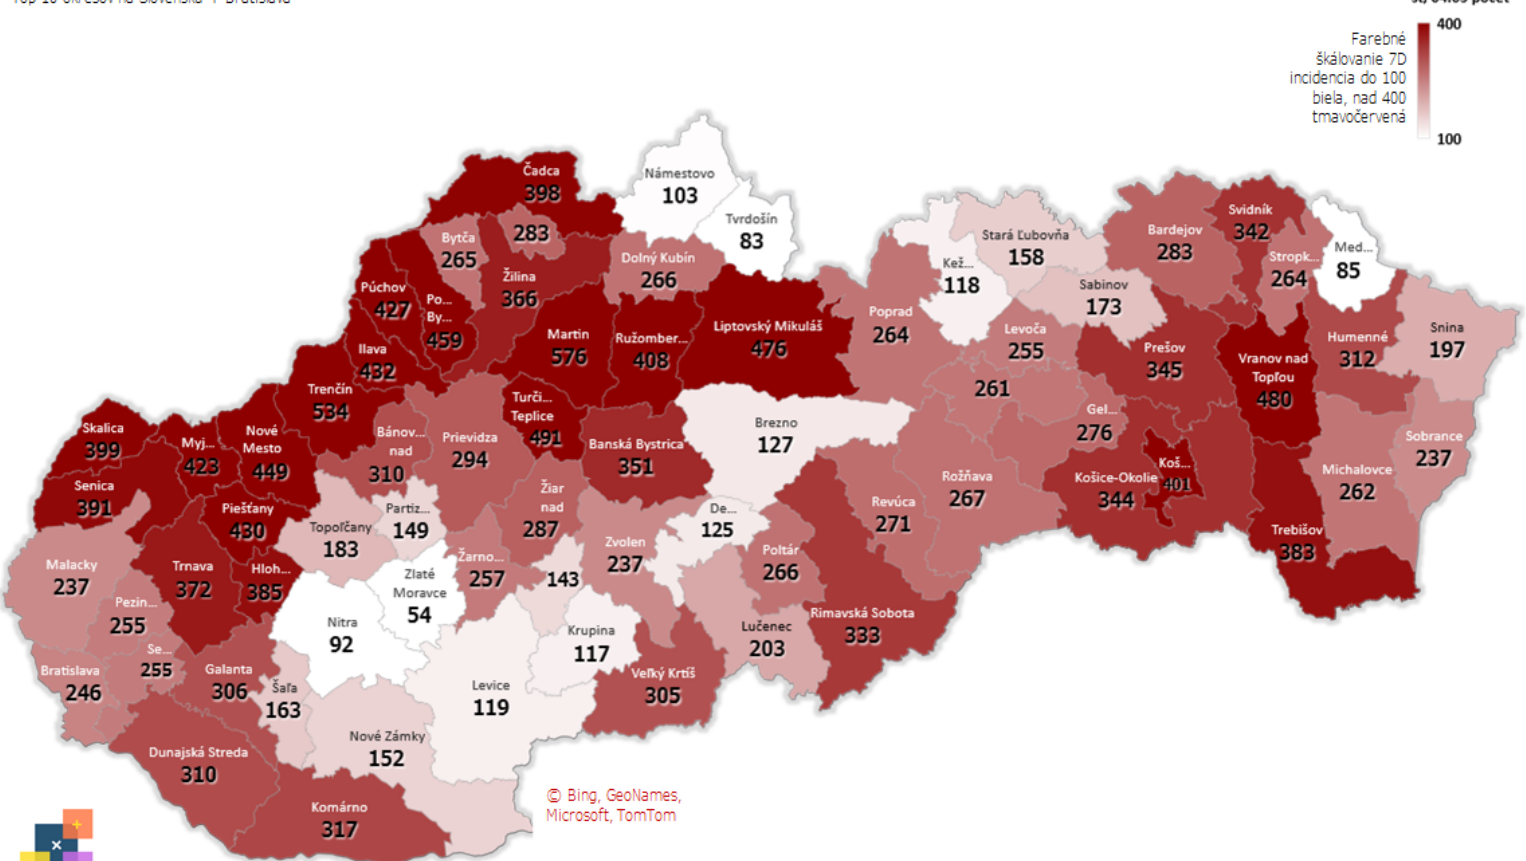 Top 10 okresov na Slovensku + Bratislava
400
Farebné
škálovanie 7D
incidencia do 100
biela, nad 400
tmavočervená
100
Čadca
398
Námestovo
103
Tvrdošín
83
Bytča
265
283
Žilina
366
Dolný Kubín
266
Púchov
427
Po...
By...
459
Ilava
432
Martin
576
Ružomber...
408
Liptovský Mikuláš
476
Poprad
264
Kež...
118
Stará Ľubovňa
158
Sabinov
173
Levoča
255
Bardejov
283
Svidník
342
Stropk...
264
Med...
85
Snina
197
Humenné
312
Vranov nad
Topľou
480
Prešov
345
261
Gel...
276
Košice-Okolie
344
Koš...
401
Sobrance
237
Michalovce
262
Trebišov
383
Trenčín
534
Skalica
399
Myj...
423
Nové
Mesto
449
Bánov...
nad
310
Prievidza
294
Turči...
Teplice
491
Banská Bystrica
351
Brezno
127
Revúca
271
Rožňava
267
Senica
391
Piešťany
430
Topoľčany
183
Partiz...
149
Žiar
nad
287
Zvolen
237
De...
125
Poltár
266
Malacky
237
Trnava
372
Hloh...
385
Zlaté
Moravce
54
Žarno...
257
143
Krupina
117
Lučenec
203
Rimavská Sobota
333
Pezin...
255
Se...
255
Nitra
92
Bratislava
246
Galanta
306
Šaľa
163
Levice
119
Veľký Krtíš
305
Dunajská Streda
310
Nové Zámky
152
Komárno
317
© Bing, GeoNames,
Microsoft, TomTom